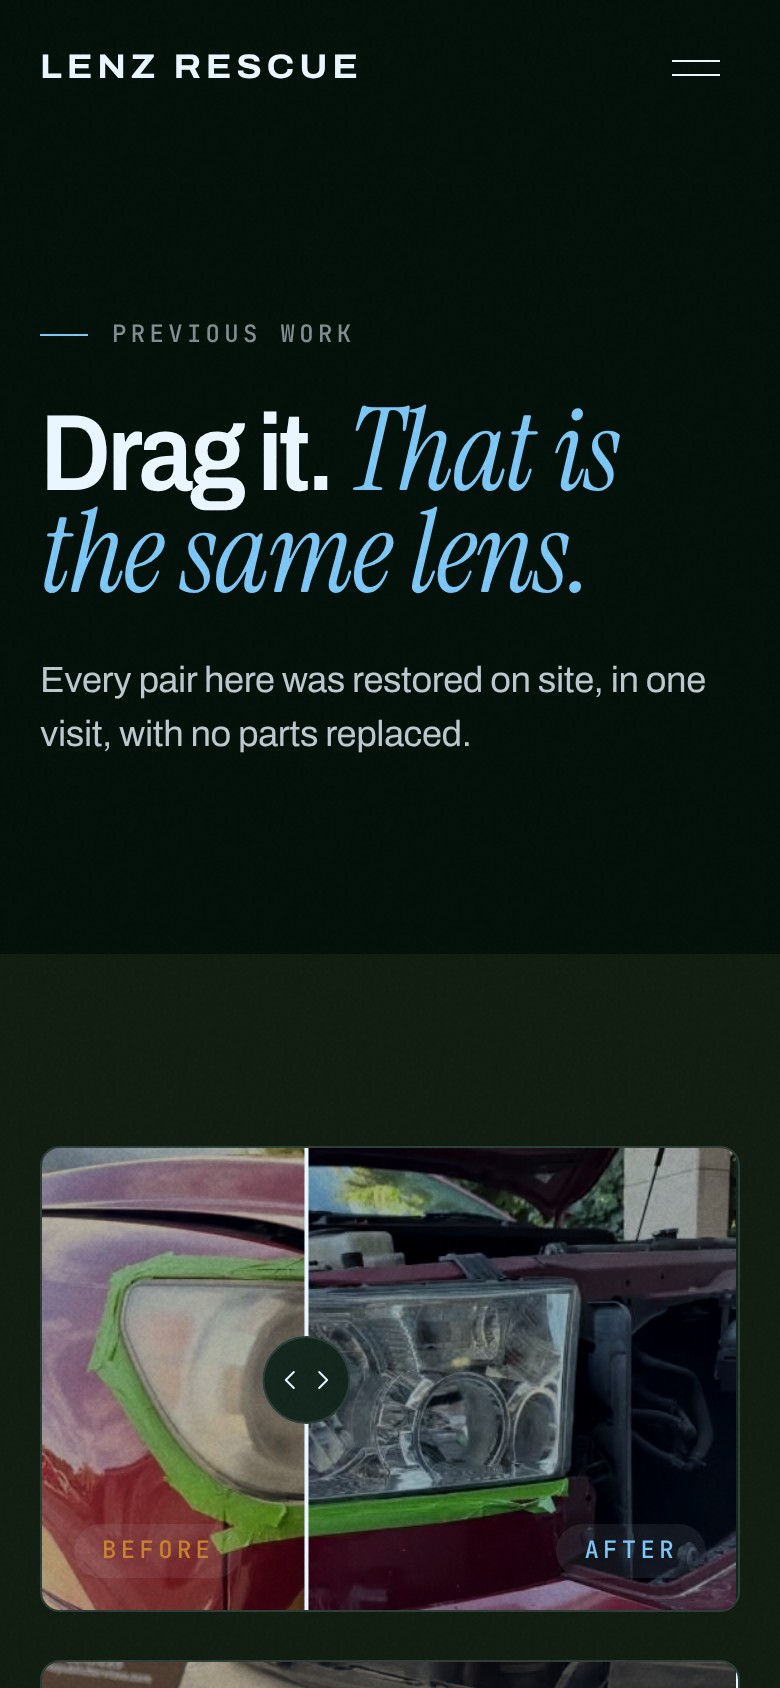 LENZ RESCUE
PREVIOUS WORK
Drag it. That is
the same lens.
Every pair here was restored on site, in one
visit, with no parts replaced.
BEFORE
AFTER